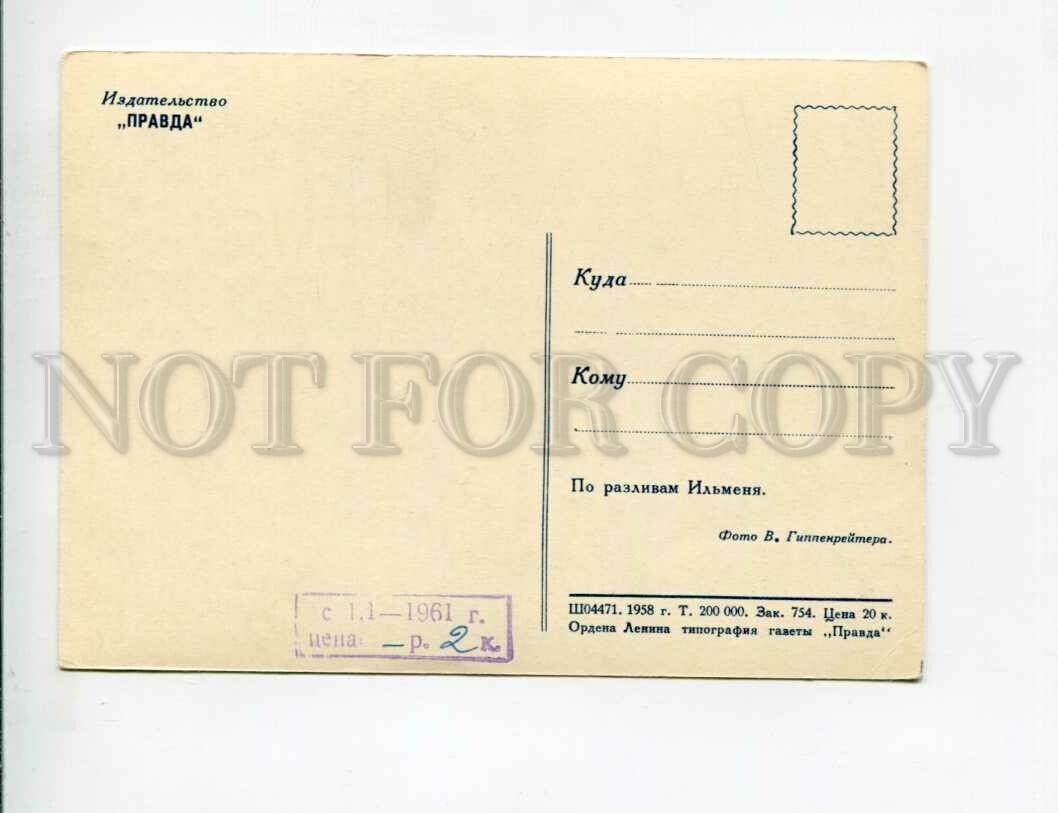 Издательство
„ПРАВДА“
Куда
Кому
По разливам Ильменя.
Фото В. Гиппенрейтера.
Ш04471. 1958 г. Т. 200 000. Зак. 754. Цена 20 к.
Ордена Ленина типография газеты „Правда“
с 1.1—1961 г.
цена: – р. 2 к.
NOT FOR COPY